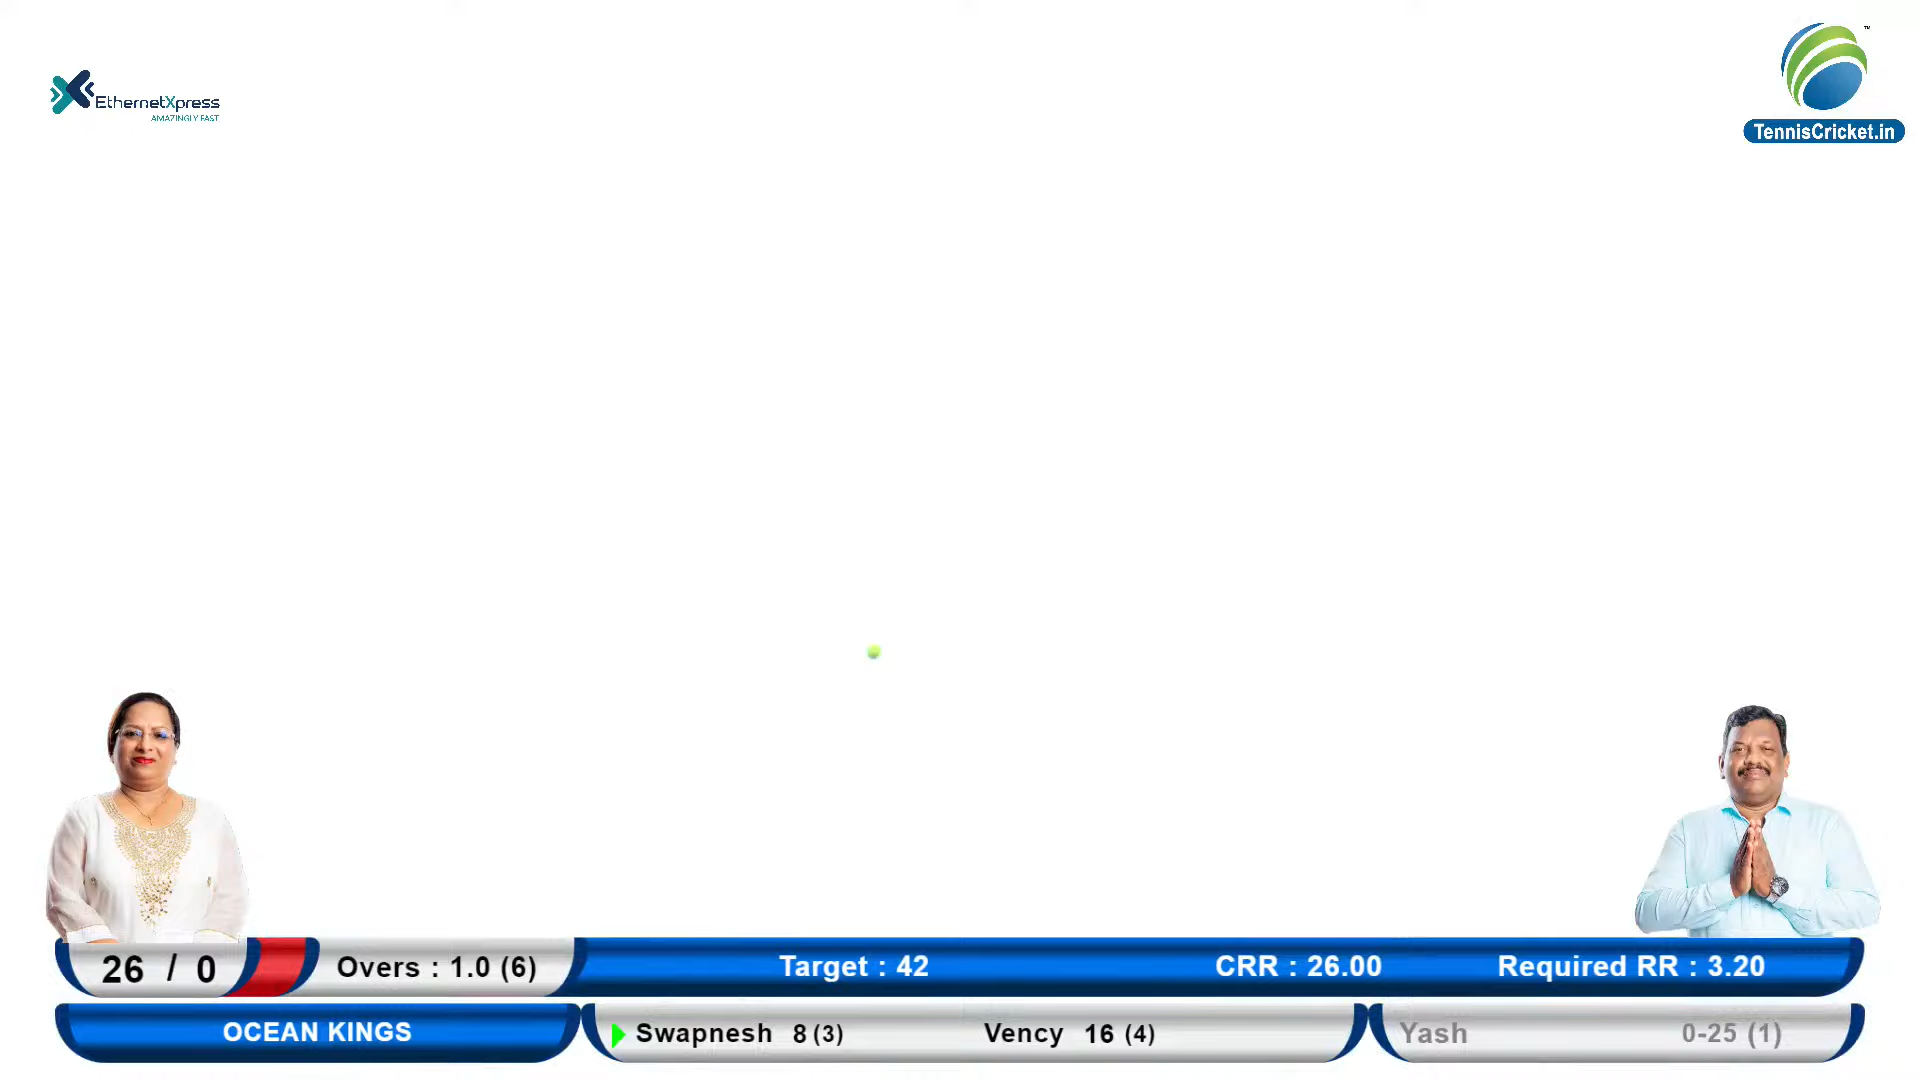 EthernetXpress
AMAZINGLY FAST
TM
TennisCricket.in
26 / 0
Overs : 1.0 (6)
Target : 42
CRR : 26.00
Required RR : 3.20
OCEAN KINGS
Swapnesh 8 (3)
Vency 16 (4)
Yash 0-25 (1)